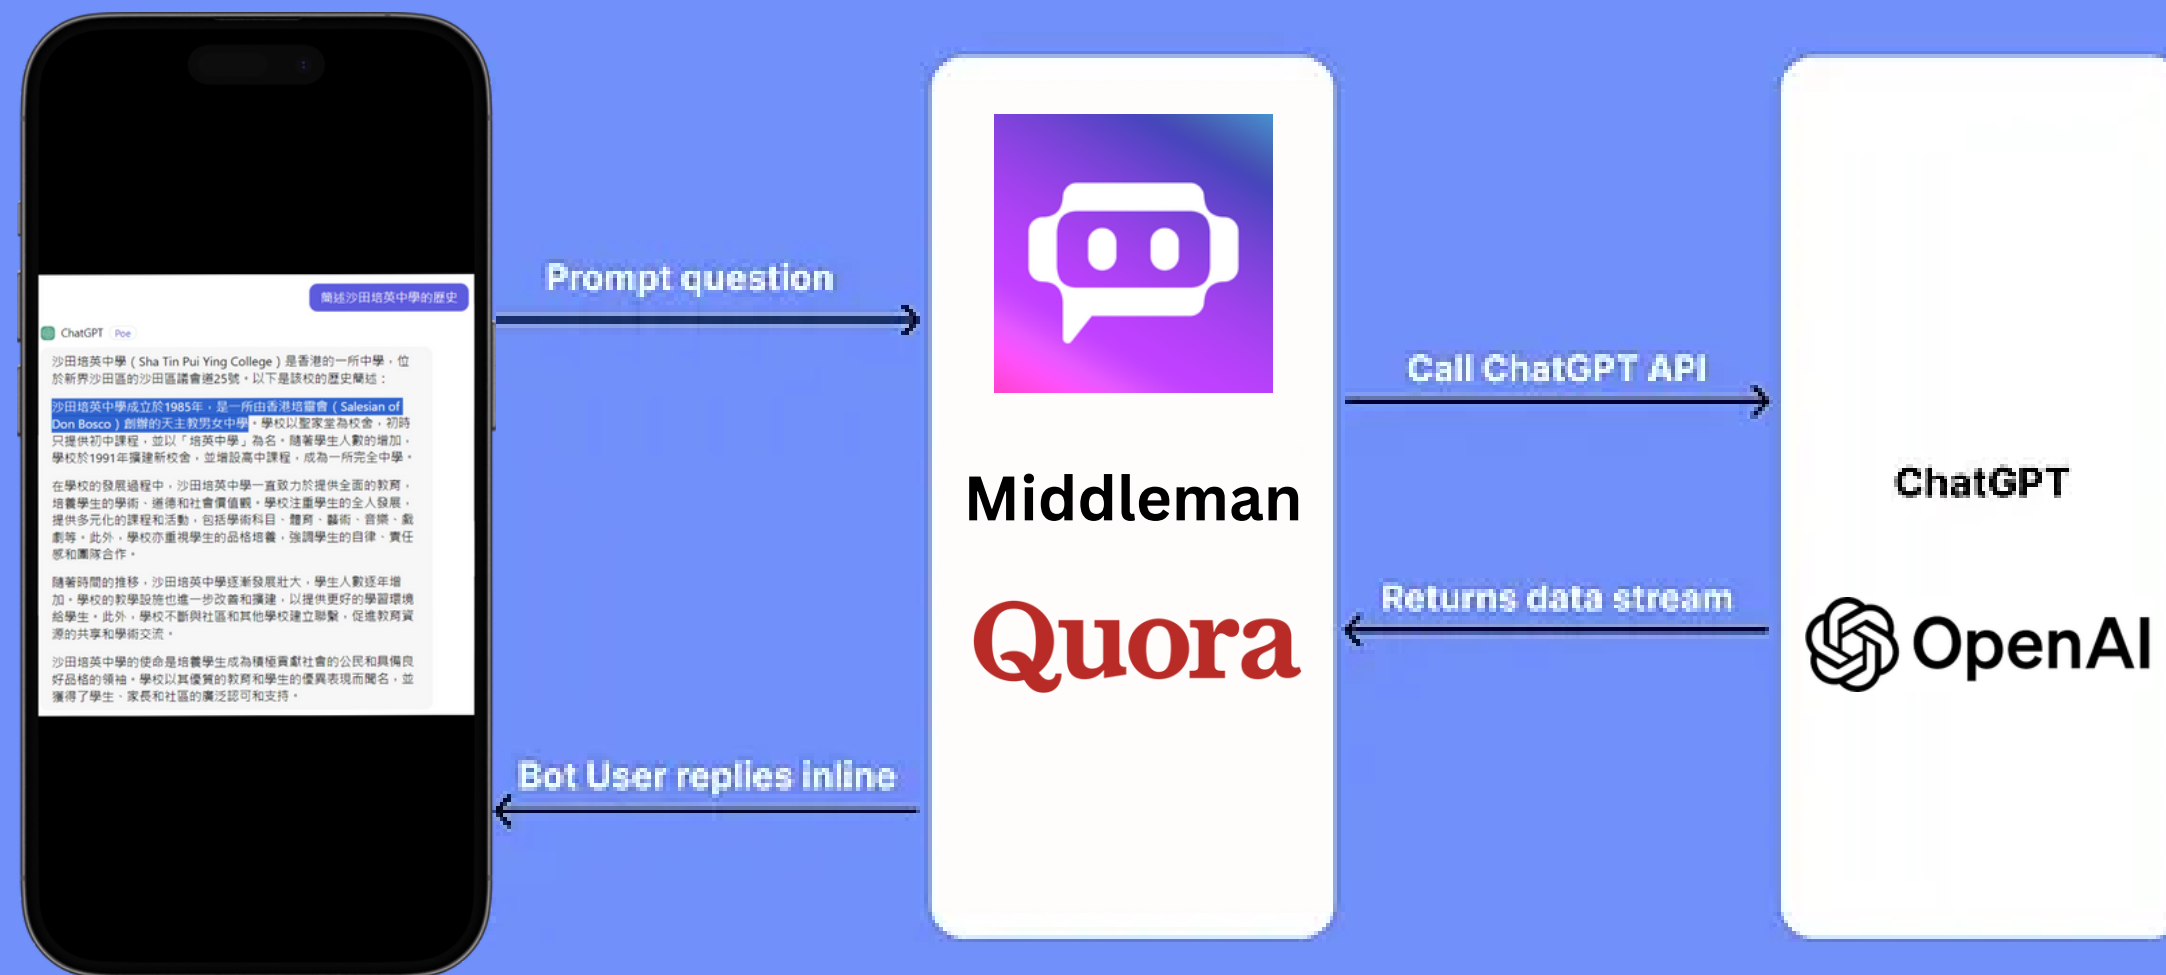 簡述沙田培英中學的歷史
ChatGPT Poe
沙田培英中學（Sha Tin Pui Ying College）是香港的一所中學，位
於新界沙田區的沙田區議會道25號。以下是該校的歷史簡述：
沙田培英中學成立於1985年，是一所由香港培靈會（Salesian of
Don Bosco）創辦的天主教男女中學。學校以聖家堂為校舍，初時
只提供初中課程，並以「培英中學」為名。隨著學生人數的增加，
學校於1991年擴建新校舍，並增設高中課程，成為一所完全中學。
在學校的發展過程中，沙田培英中學一直致力於提供全面的教育，
培養學生的學術、道德和社會價值觀。學校注重學生的全人發展，
提供多元化的課程和活動，包括學術科目、體育、藝術、音樂、戲
劇等。此外，學校亦重視學生的品格培養，強調學生的自律、責任
感和團隊合作。
隨著時間的推移，沙田培英中學逐漸發展壯大，學生人數逐年增
加。學校的教學設施也進一步改善和擴建，以提供更好的學習環境
給學生。此外，學校不斷與社區和其他學校建立聯繫，促進教育資
源的共享和學術交流。
沙田培英中學的使命是培養學生成為積極貢獻社會的公民和具備良
好品格的領袖。學校以其優質的教育和學生的優異表現而聞名，並
獲得了學生、家長和社區的廣泛認可和支持。
Prompt question
Bot User replies inline
Middleman
Quora
Call ChatGPT API
Returns data stream
ChatGPT
OpenAI